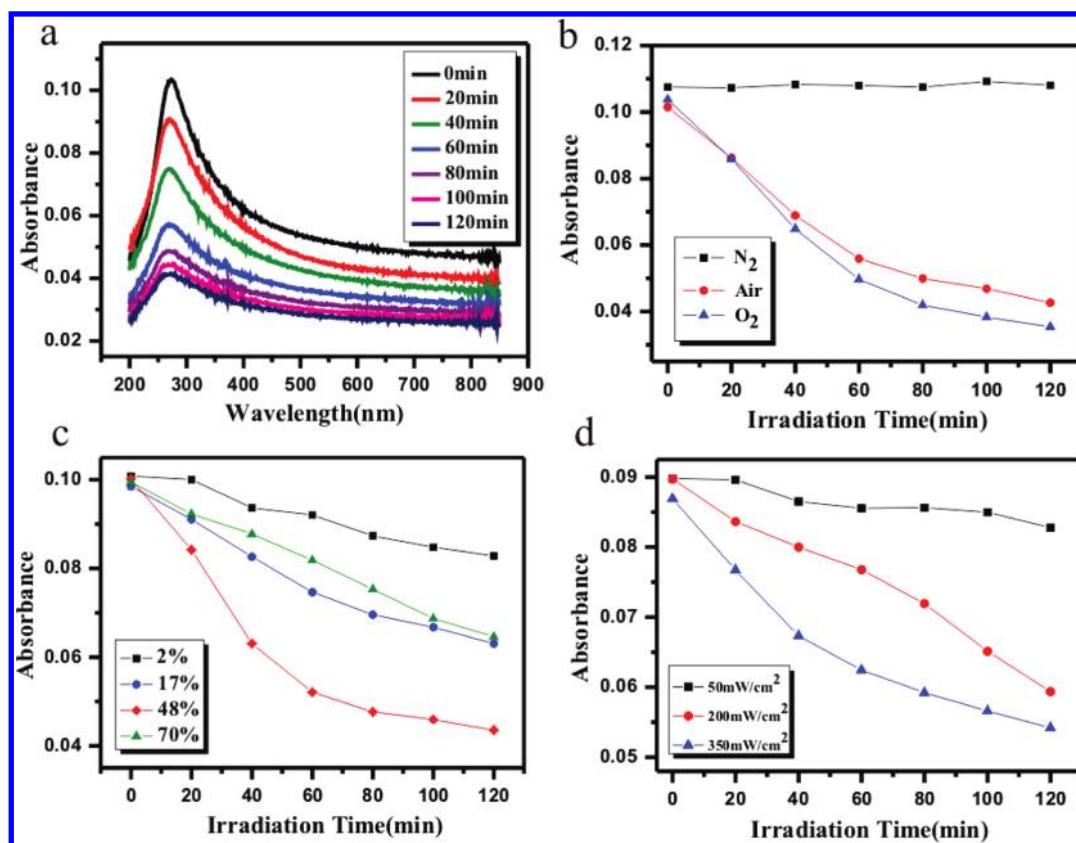 a
0min
20min
40min
60min
80min
100min
120min
0.10
0.08
0.06
0.04
0.02
Absorbance
200 300 400 500 600 700 800 900
Wavelength(nm)
b
0.12
0.10
0.08
0.06
0.04
Absorbance
N2
Air
O2
0 20 40 60 80 100 120
Irradiation Time(min)
c
0.10
0.08
0.06
0.04
Absorbance
2%
17%
48%
70%
0 20 40 60 80 100 120
Irradiation Time(min)
d
0.09
0.08
0.07
0.06
0.05
Absorbance
50mW/cm2
200mW/cm2
350mW/cm2
0 20 40 60 80 100 120
Irradiation Time(min)